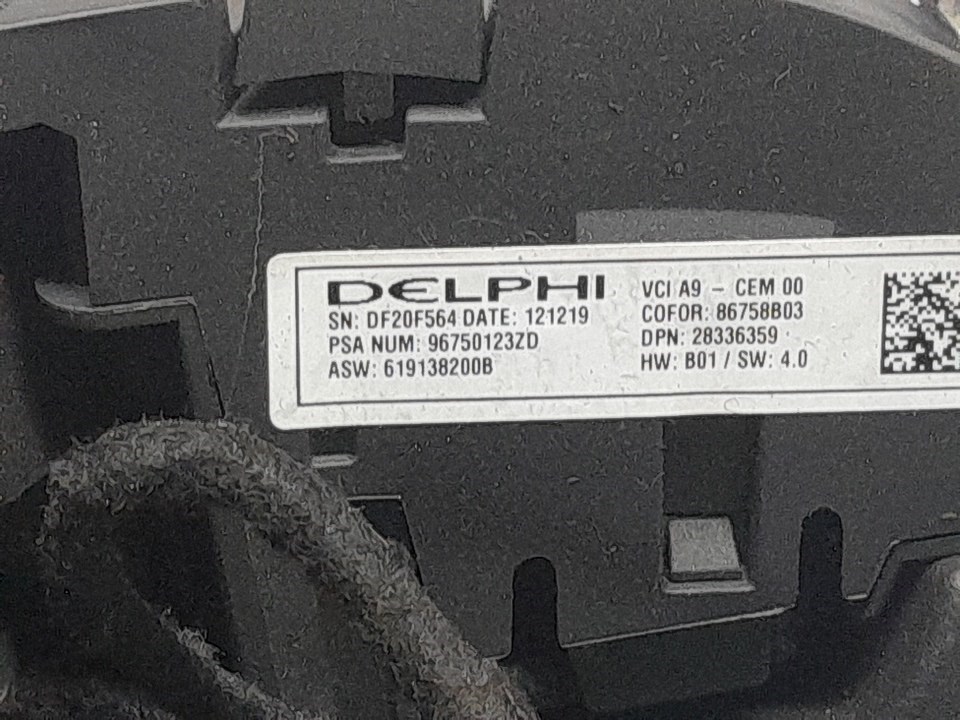 DELPHI
SN: DF20F564 DATE: 121219
PSA NUM: 96750123ZD
ASW: 619138200B
VCI A9 - CEM 00
COFOR: 86758B03
DPN: 28336359
HW: B01 / SW: 4.0